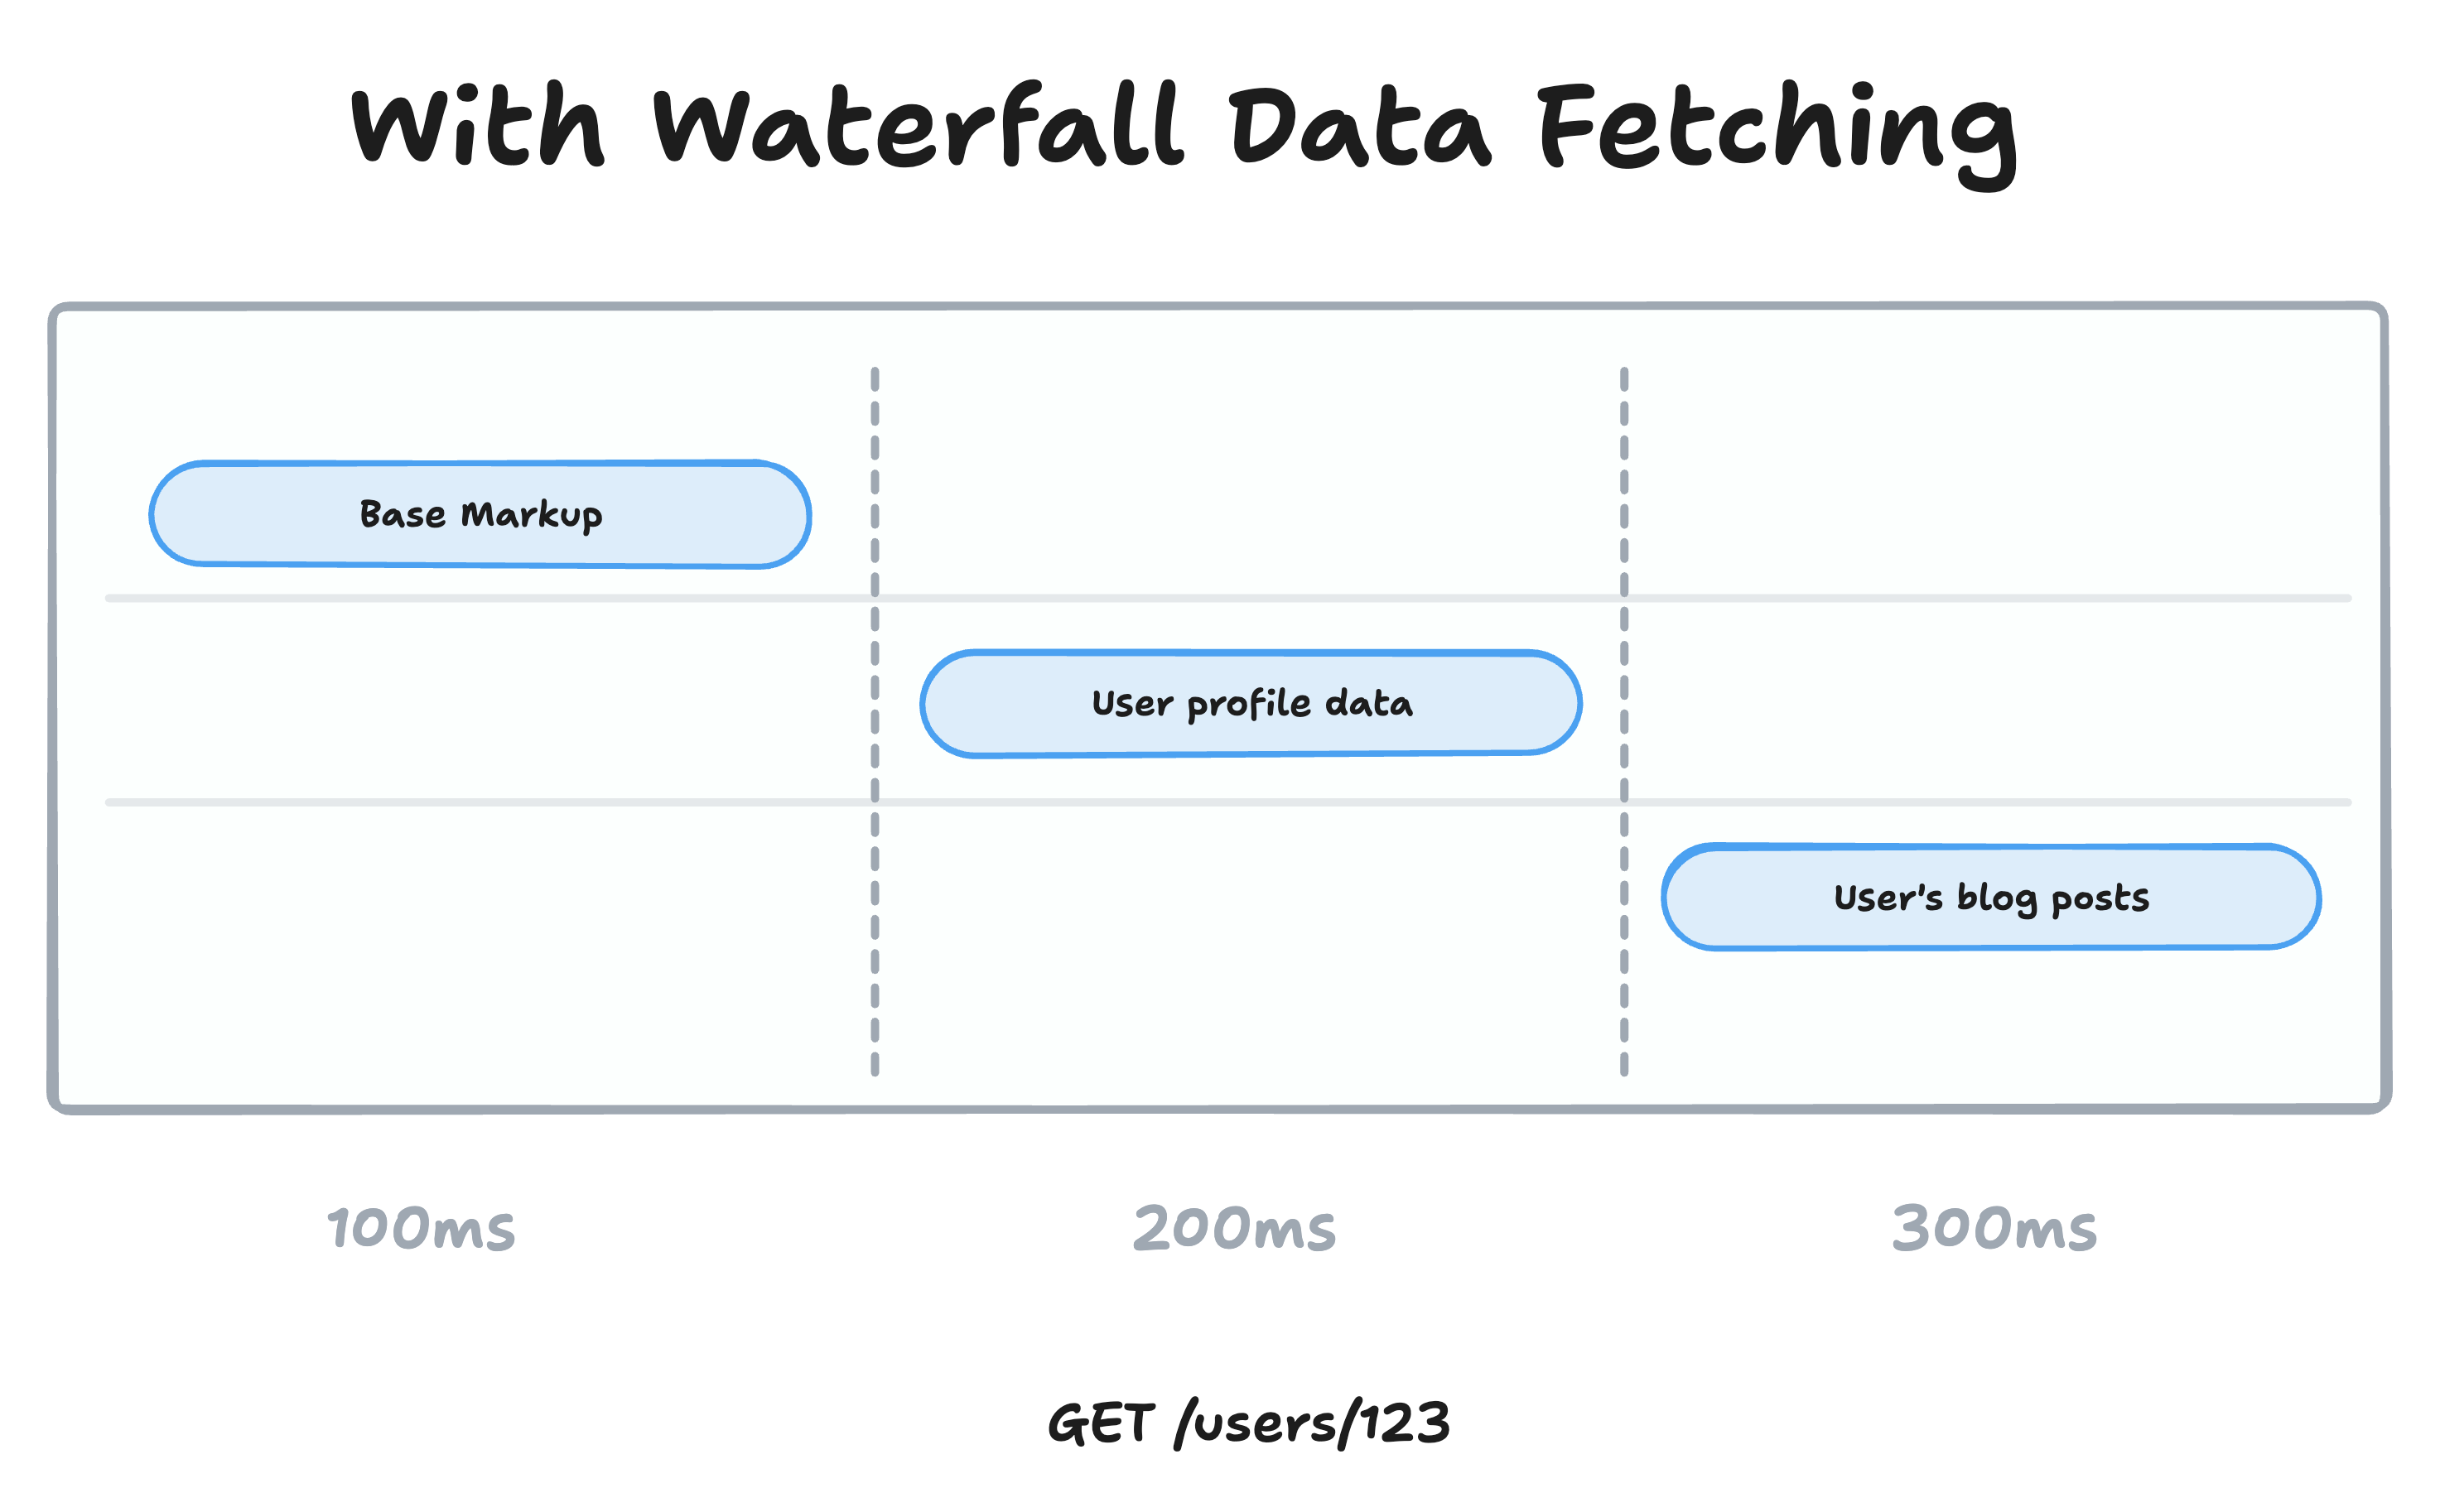 With Waterfall Data Fetching
Base Markup
User profile data
User's blog posts
100ms
200ms
300ms
GET /users/123